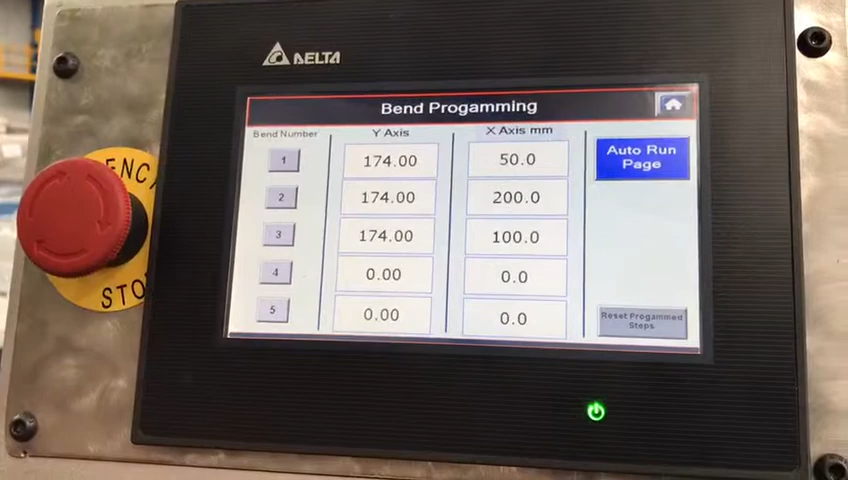 DELTA
Bend Progamming
Bend Number Y Axis X Axis mm
1 174.00 50.0
2 174.00 200.0
3 174.00 100.0
4 0.00 0.0
5 0.00 0.0
Auto Run
Page
Reset Progammed
Steps
ENC
STO